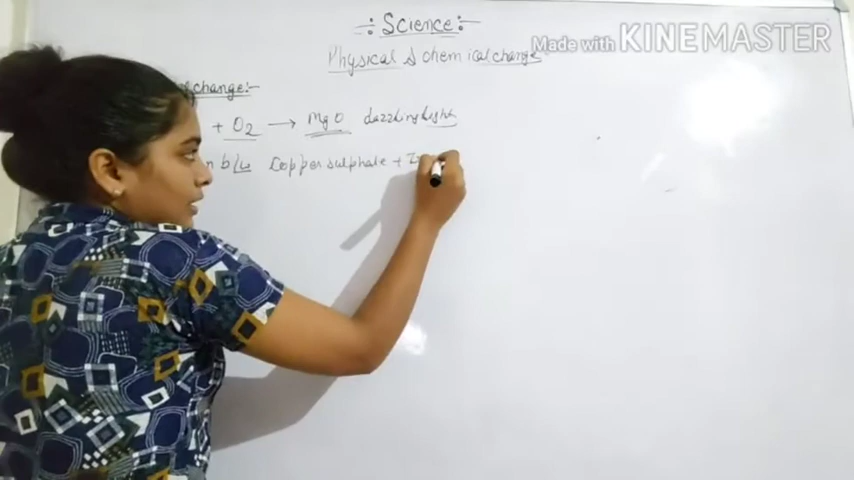 -: Science :-
Made with KINEMASTER
Physical & chemical change
change:-
+ O2 → MgO dazzling light
n b/w Copper sulphate +